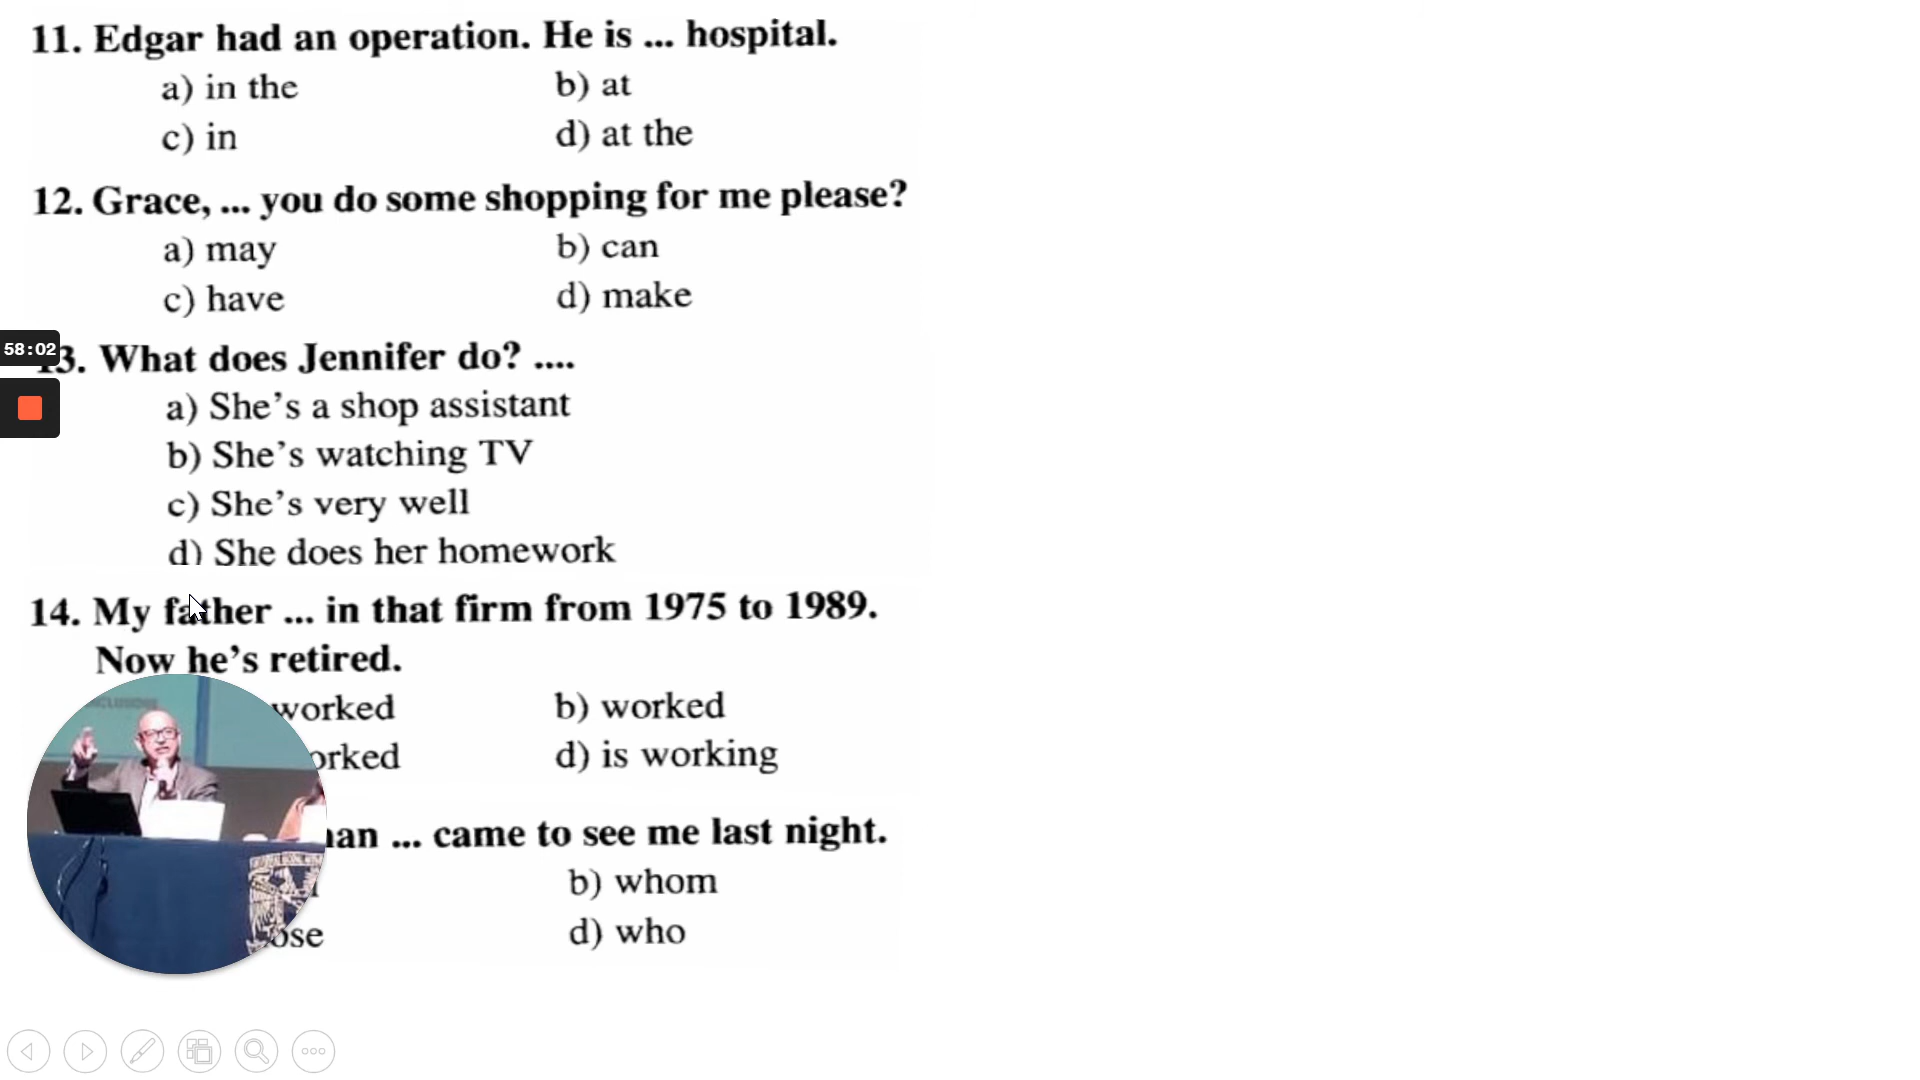 11. Edgar had an operation. He is ... hospital.
a) in the
b) at
c) in
d) at the
12. Grace, ... you do some shopping for me please?
a) may
b) can
c) have
d) make
58:02
3. What does Jennifer do? ....
a) She's a shop assistant
b) She's watching TV
c) She's very well
d) She does her homework
14. My father ... in that firm from 1975 to 1989.
Now he's retired.
worked
b) worked
orked
d) is working
... came to see me last night.
b) whom
ose
d) who